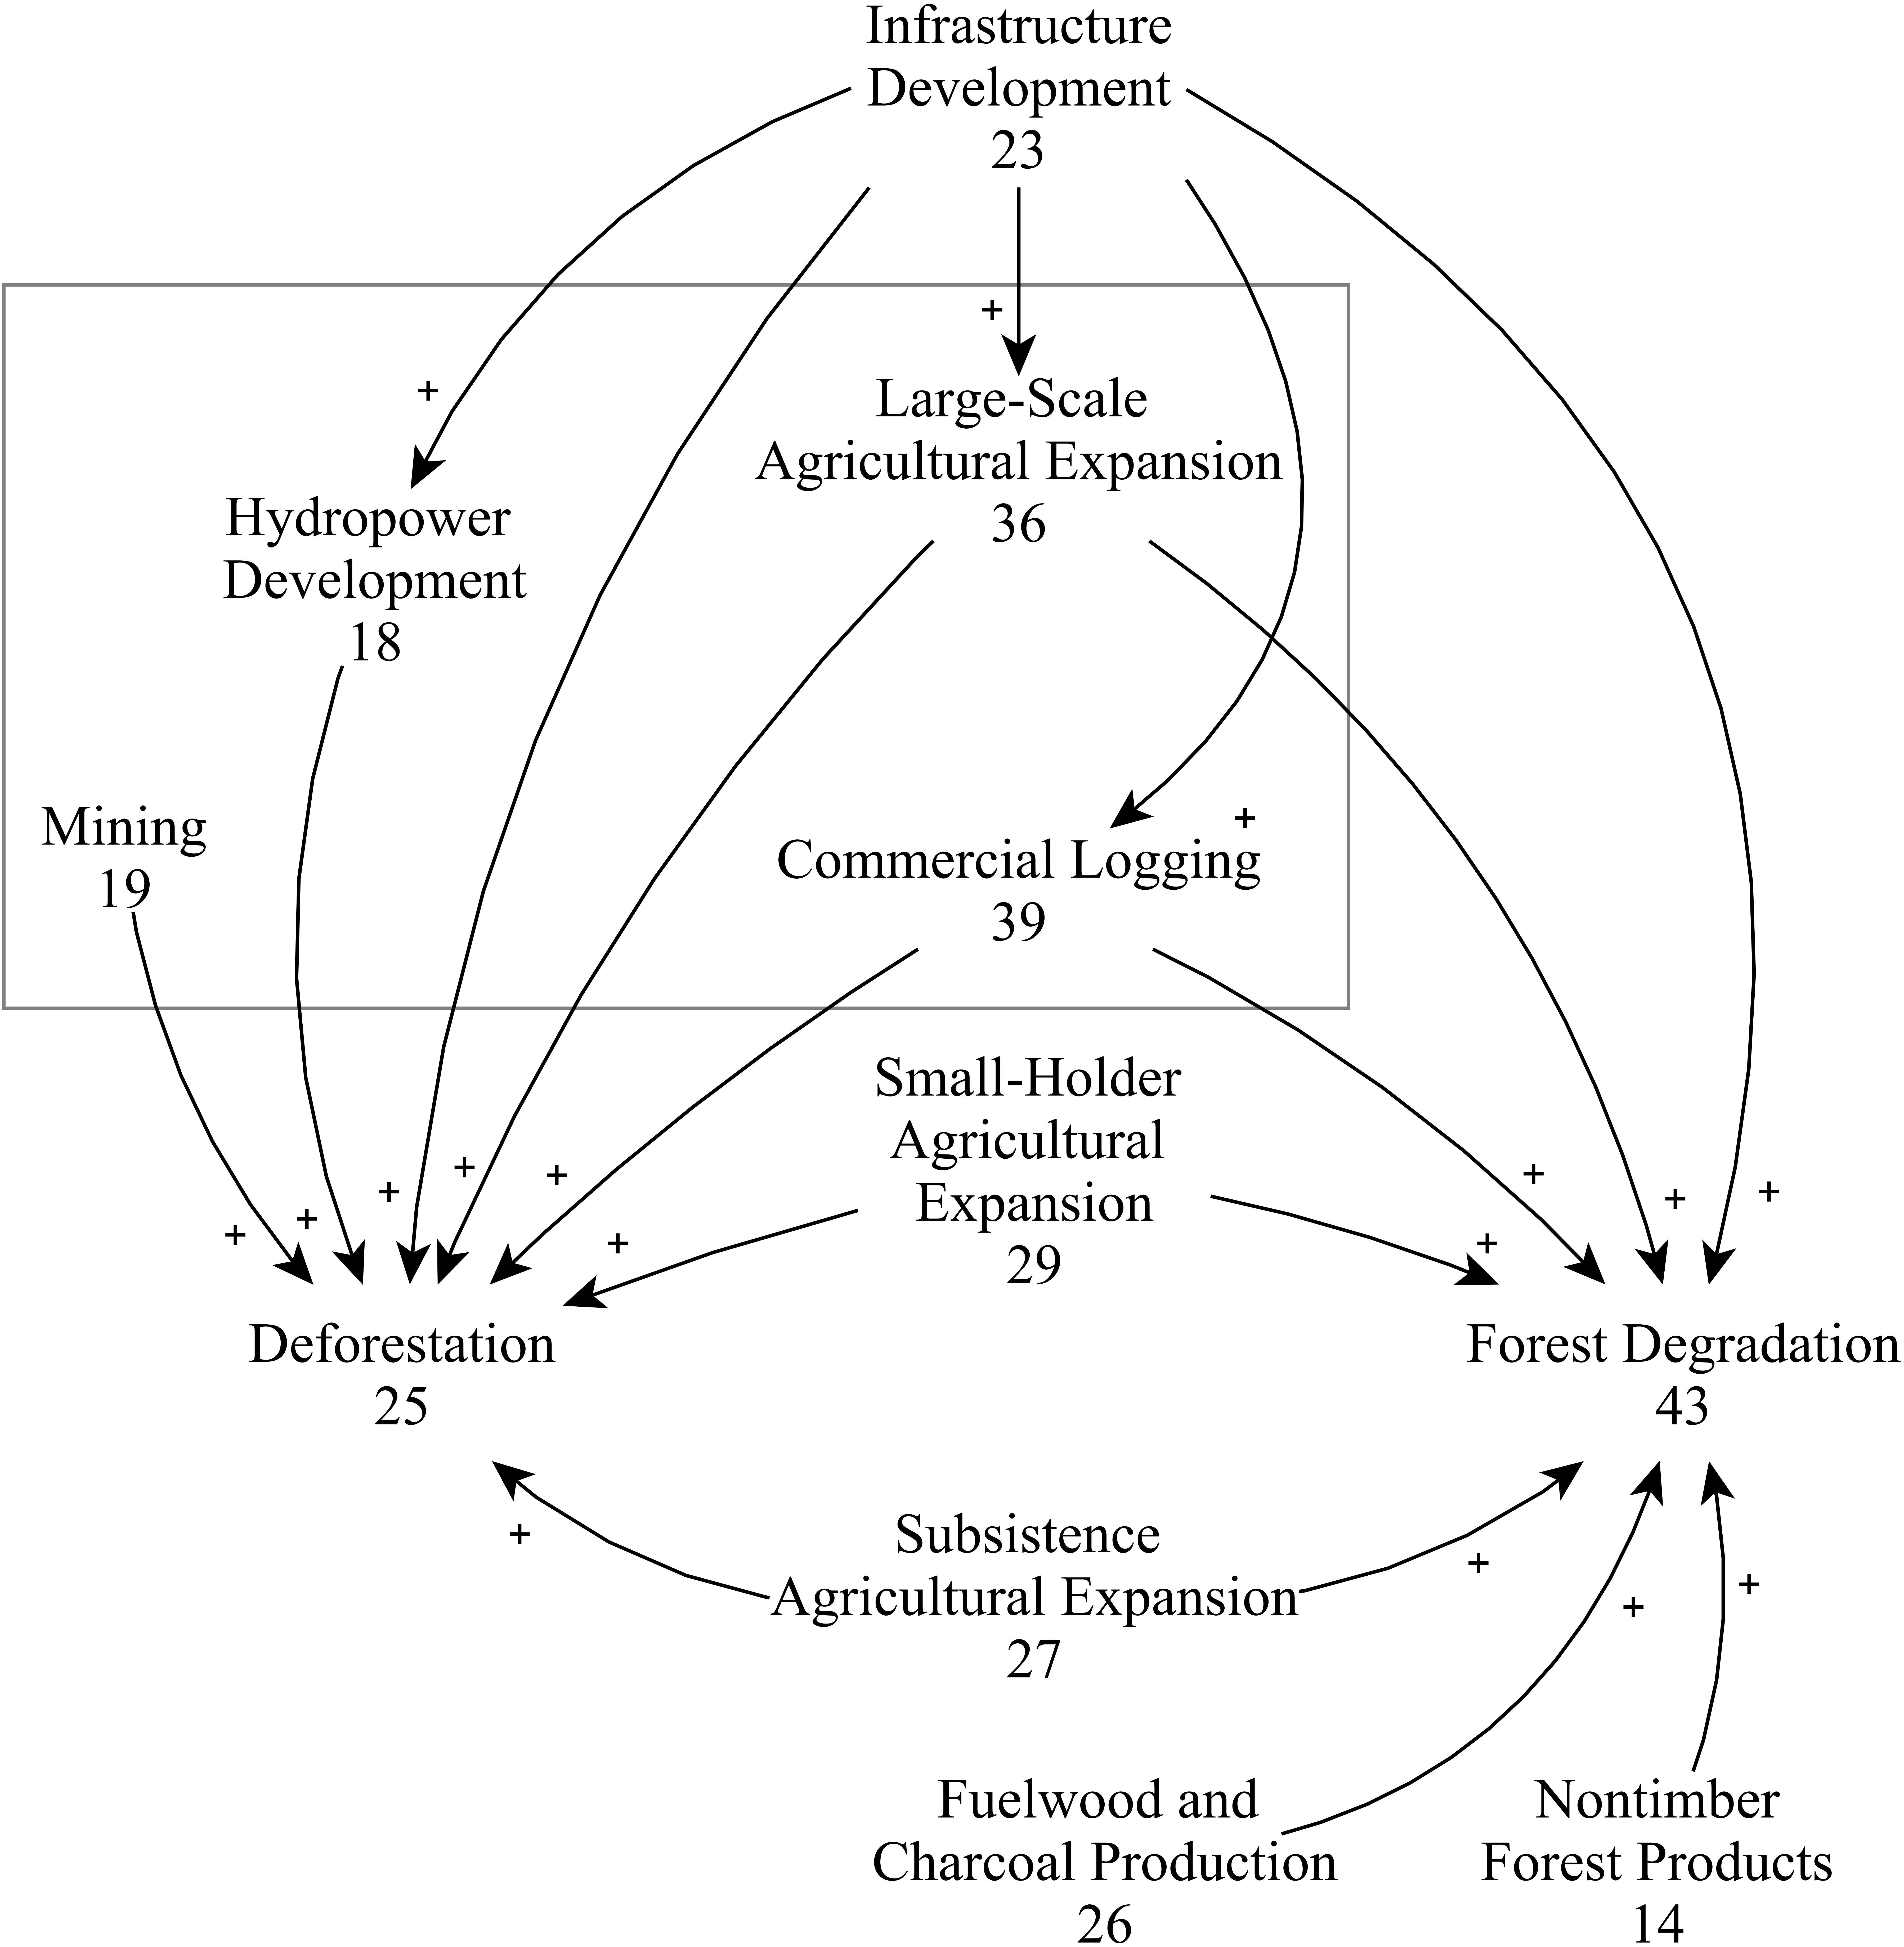 Infrastructure
Development
23
+
+
Large-Scale
Agricultural Expansion
36
Hydropower
Development
18
Mining
19
+
Commercial Logging
39
Small-Holder
Agricultural
Expansion
29
+
+
+
+
+
+
+
+
+
+
Deforestation
25
Forest Degradation
43
+
Subsistence
Agricultural Expansion
27
+
+
+
Fuelwood and
Charcoal Production
26
Nontimber
Forest Products
14